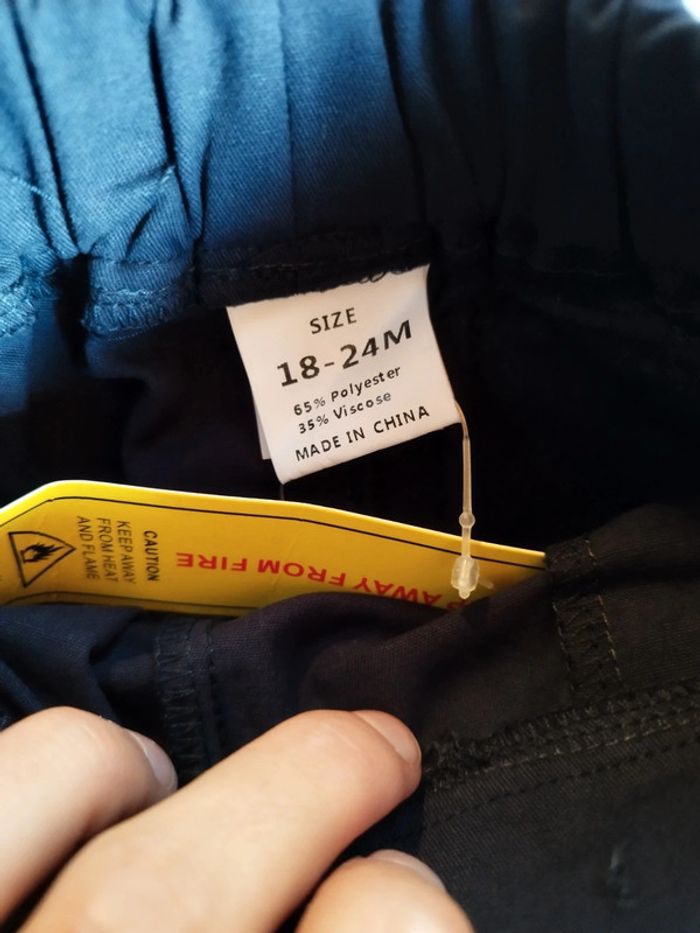 SIZE
18-24M
65% Polyester
35% Viscose
MADE IN CHINA
CAUTION
KEEP AWAY
FROM HEAT
AND FLAME
AWAY FROM FIRE